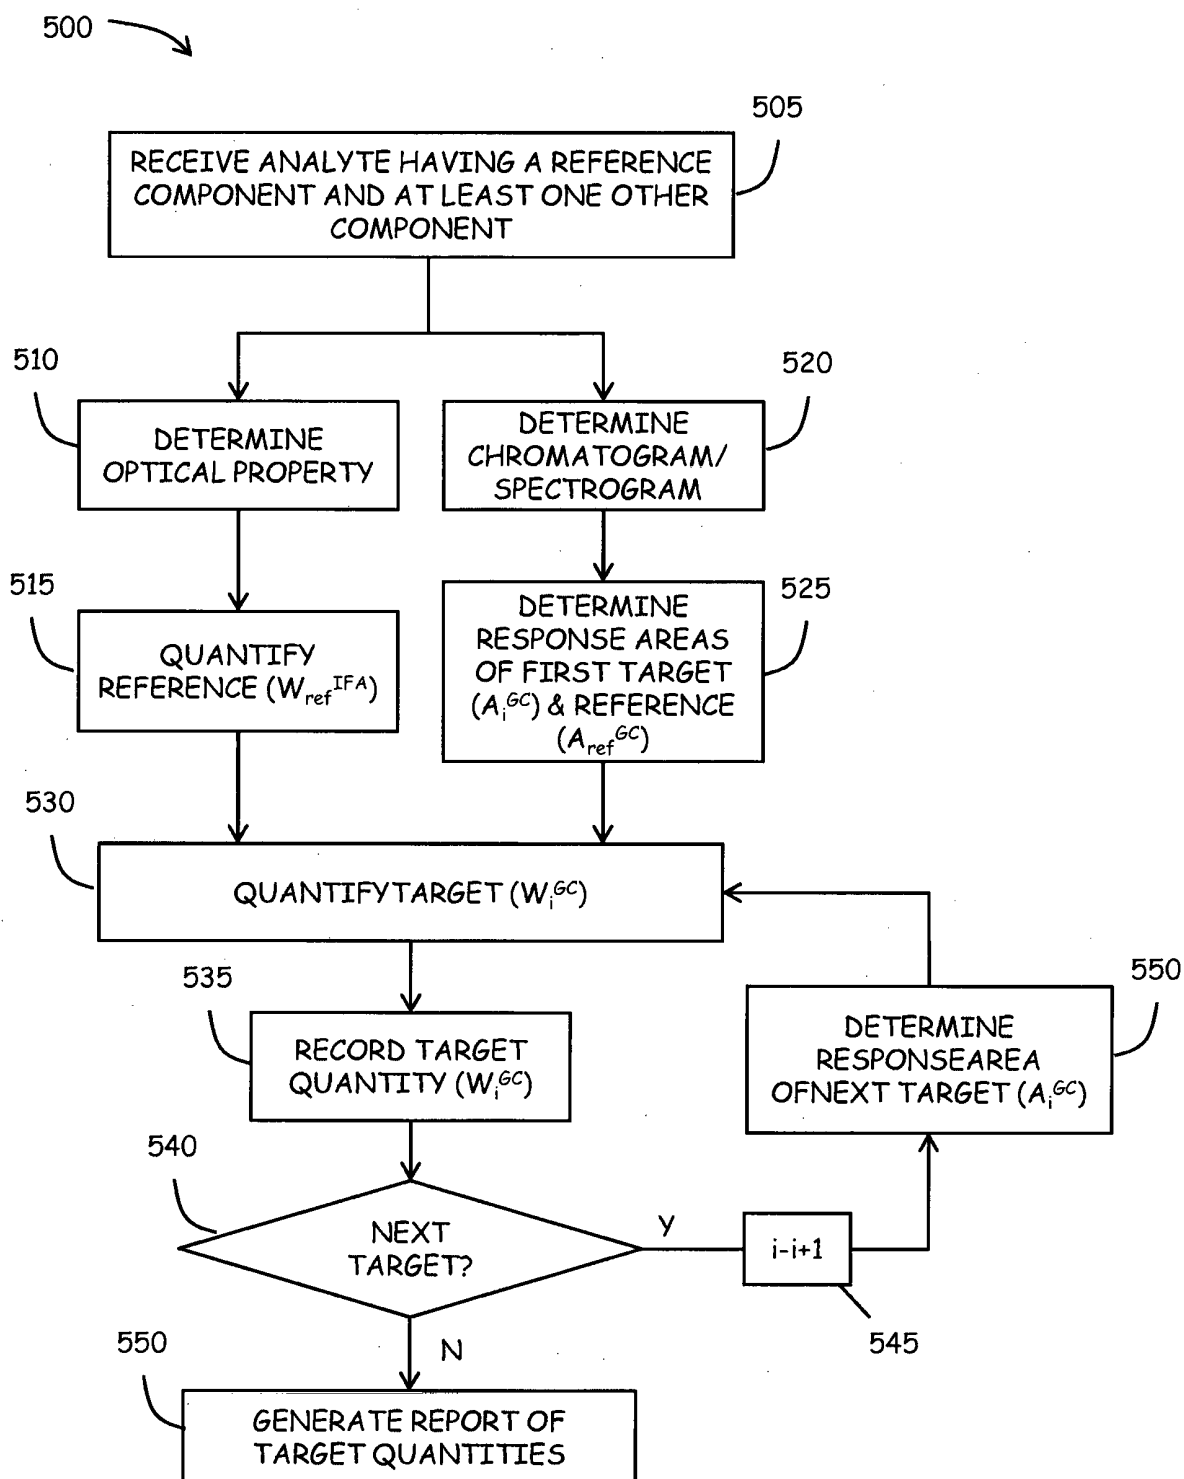 500
505
RECEIVE ANALYTE HAVING A REFERENCE
COMPONENT AND AT LEAST ONE OTHER
COMPONENT
510
520
DETERMINE
OPTICAL PROPERTY
DETERMINE
CHROMATOGRAM/
SPECTROGRAM
515
525
QUANTIFY
REFERENCE (W_ref^IFA)
DETERMINE
RESPONSE AREAS
OF FIRST TARGET
(A_i^GC) & REFERENCE
(A_ref^GC)
530
QUANTIFYTARGET (W_i^GC)
535
RECORD TARGET
QUANTITY (W_i^GC)
550
DETERMINE
RESPONSEAREA
OFNEXT TARGET (A_i^GC)
540
NEXT
TARGET?
Y
i-i+1
545
N
550
GENERATE REPORT OF
TARGET QUANTITIES